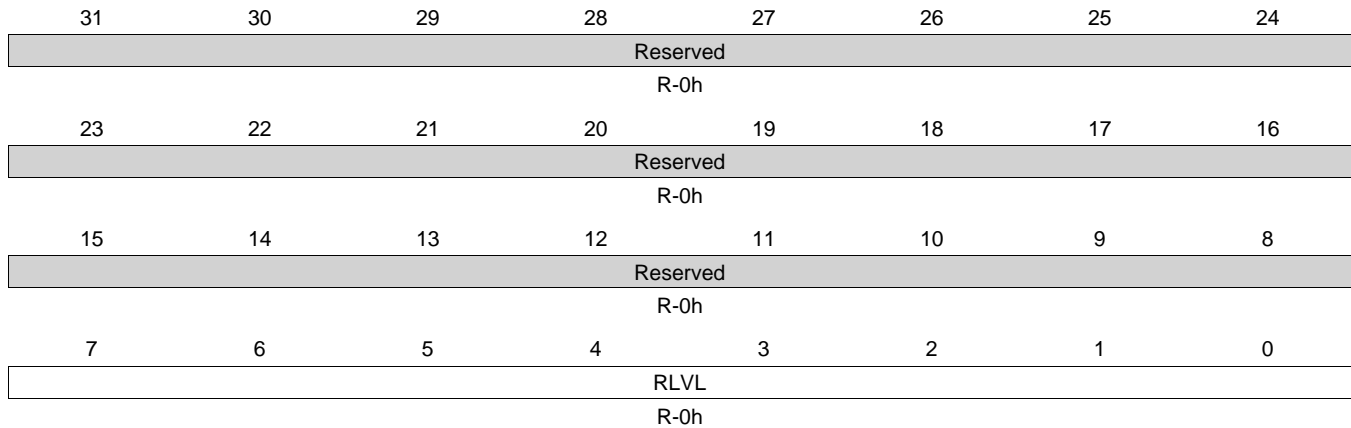 31 30 29 28 27 26 25 24
Reserved
R-0h
23 22 21 20 19 18 17 16
Reserved
R-0h
15 14 13 12 11 10 9 8
Reserved
R-0h
7 6 5 4 3 2 1 0
RLVL
R-0h